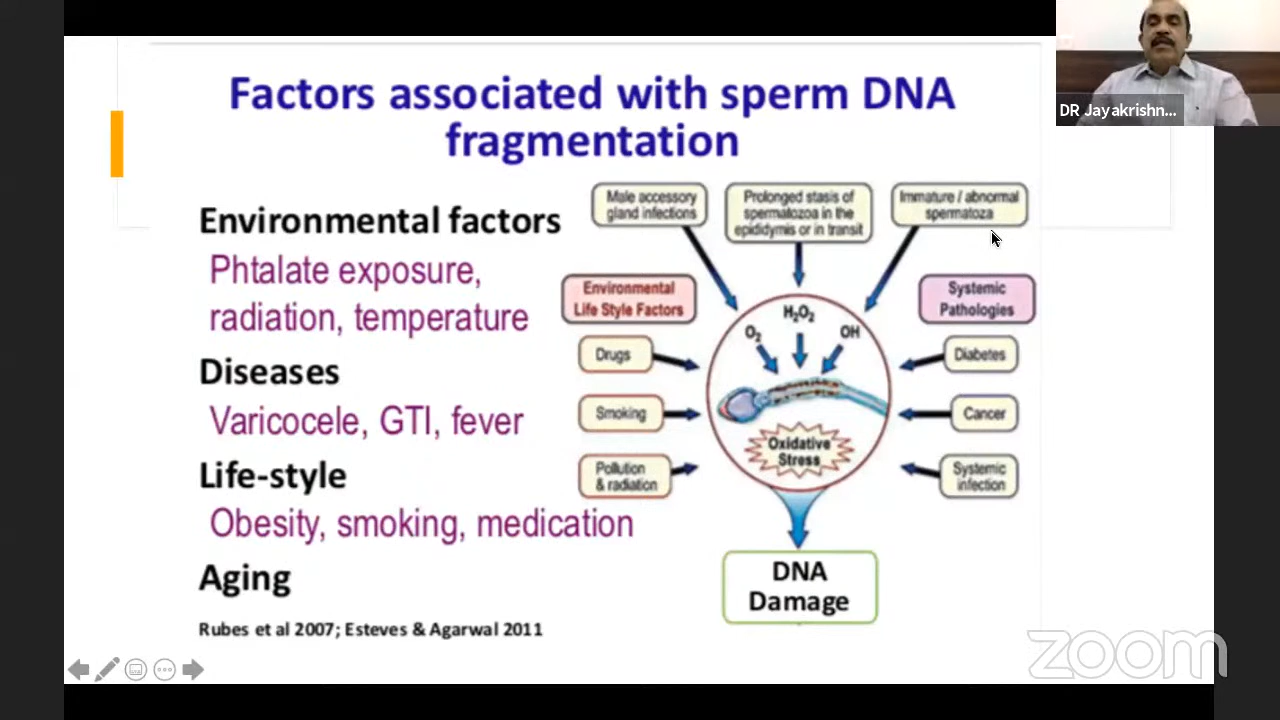 Factors associated with sperm DNA
fragmentation
Environmental factors
Phtalate exposure,
radiation, temperature
Diseases
Varicocele, GTI, fever
Life-style
Obesity, smoking, medication
Aging
Rubes et al 2007; Esteves & Agarwal 2011
Male accessory
gland infections
Prolonged stasis of
spermatozoa in the
epididymis or in transit
Immature / abnormal
spermatoza
Environmental
Life Style Factors
Drugs
Smoking
Pollution
& radiation
O₂
H₂O₂
OH
Oxidative
Stress
Systemic
Pathologies
Diabetes
Cancer
Systemic
infection
DNA
Damage
DR Jayakrishn...
zoom